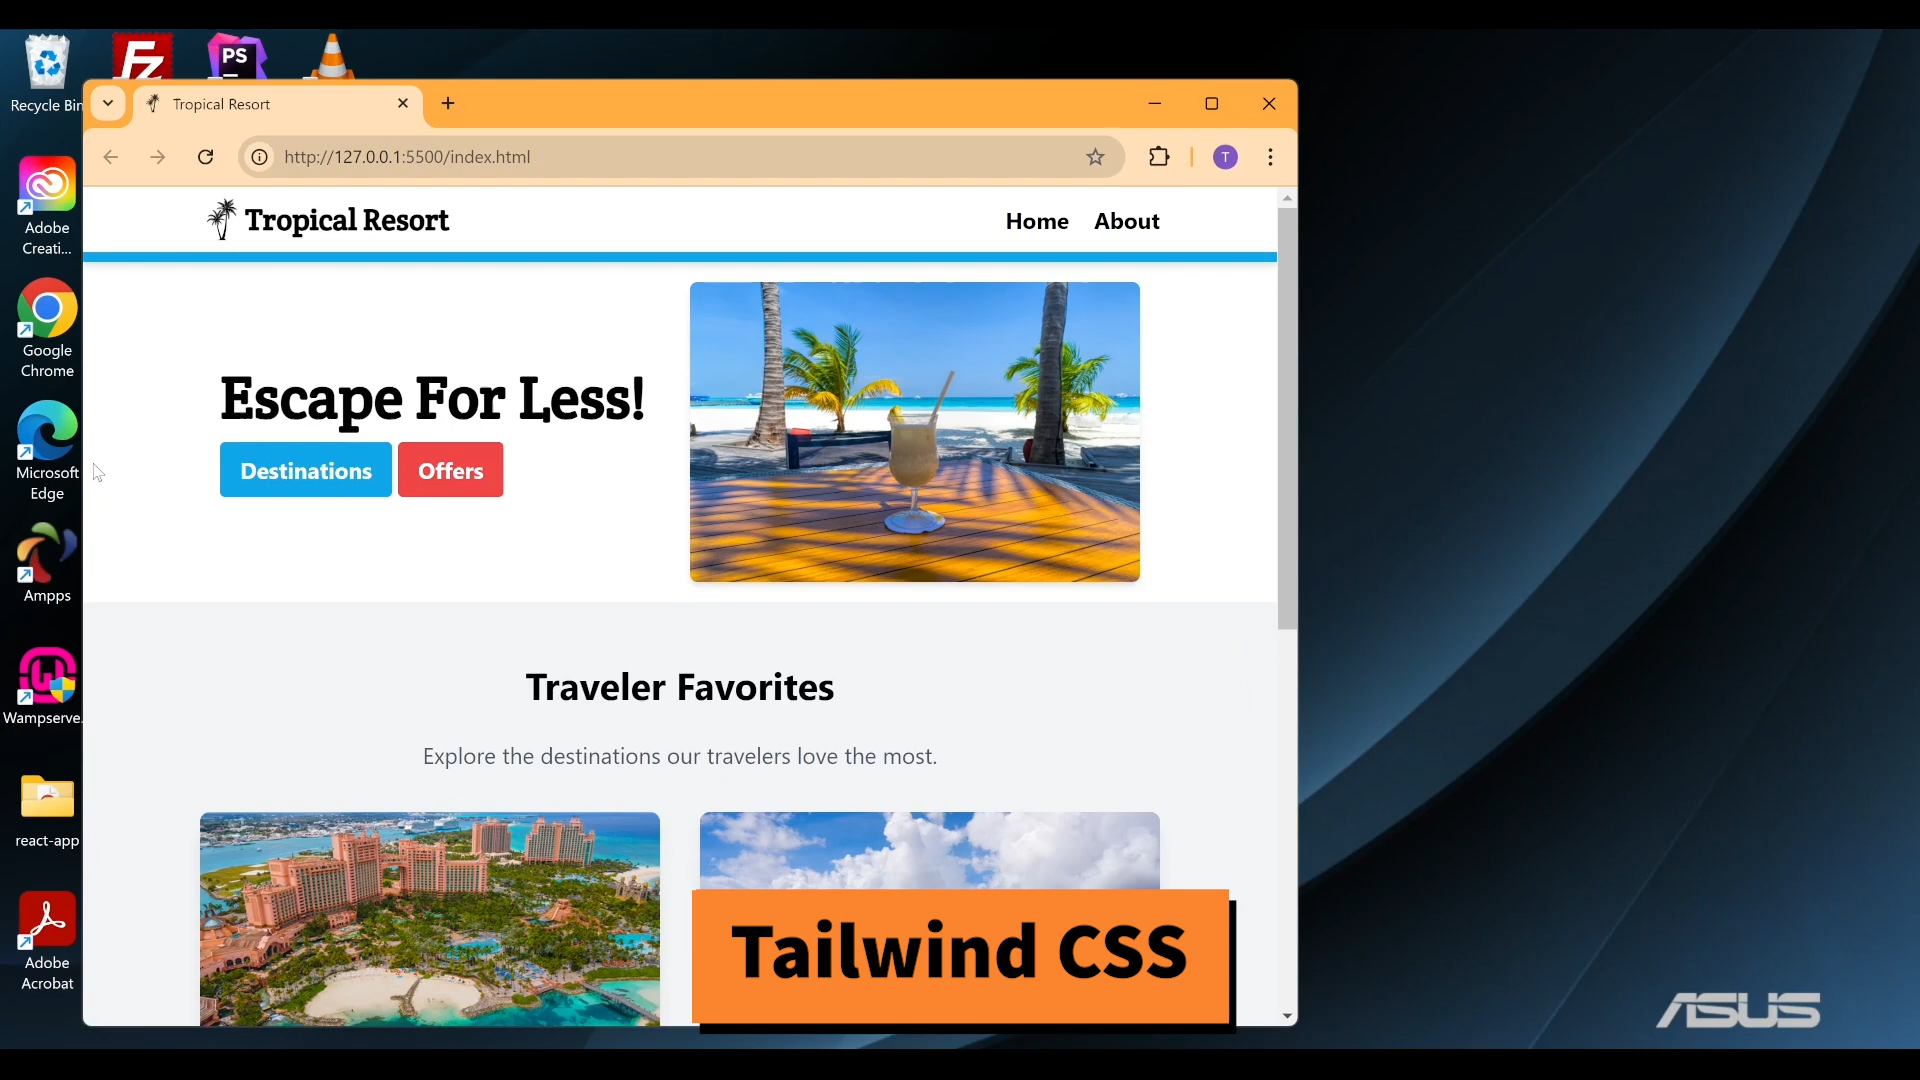 Recycle Bin
Fz
PS
Adobe
Creati...
Google
Chrome
Microsoft
Edge
Ampps
Wampserve...
react-app
Adobe
Acrobat
Tropical Resort
http://127.0.0.1:5500/index.html
T
Tropical Resort
Home
About
Escape For Less!
Destinations
Offers
Traveler Favorites
Explore the destinations our travelers love the most.
Tailwind CSS
ASUS